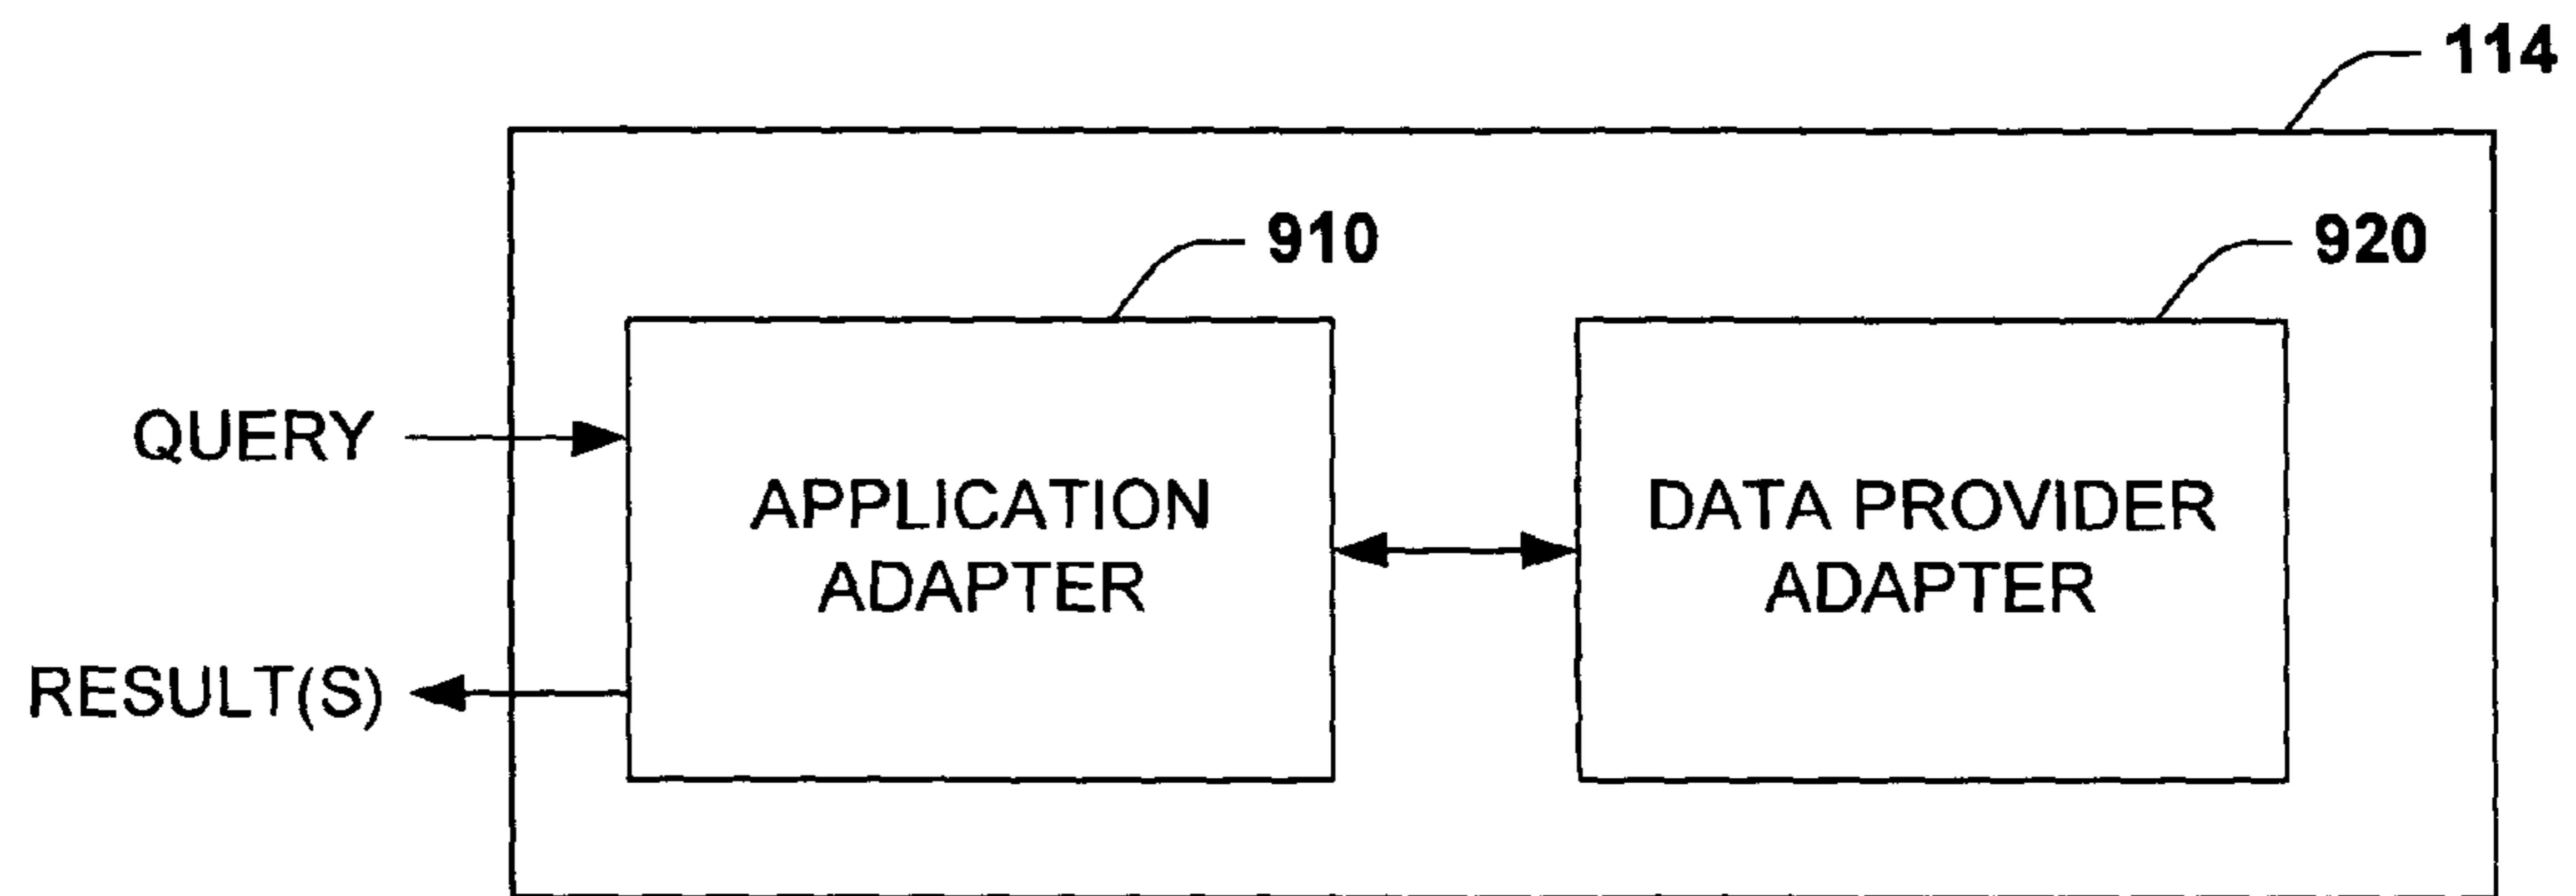 114
910
920
QUERY
APPLICATION
ADAPTER
DATA PROVIDER
ADAPTER
RESULT(S)